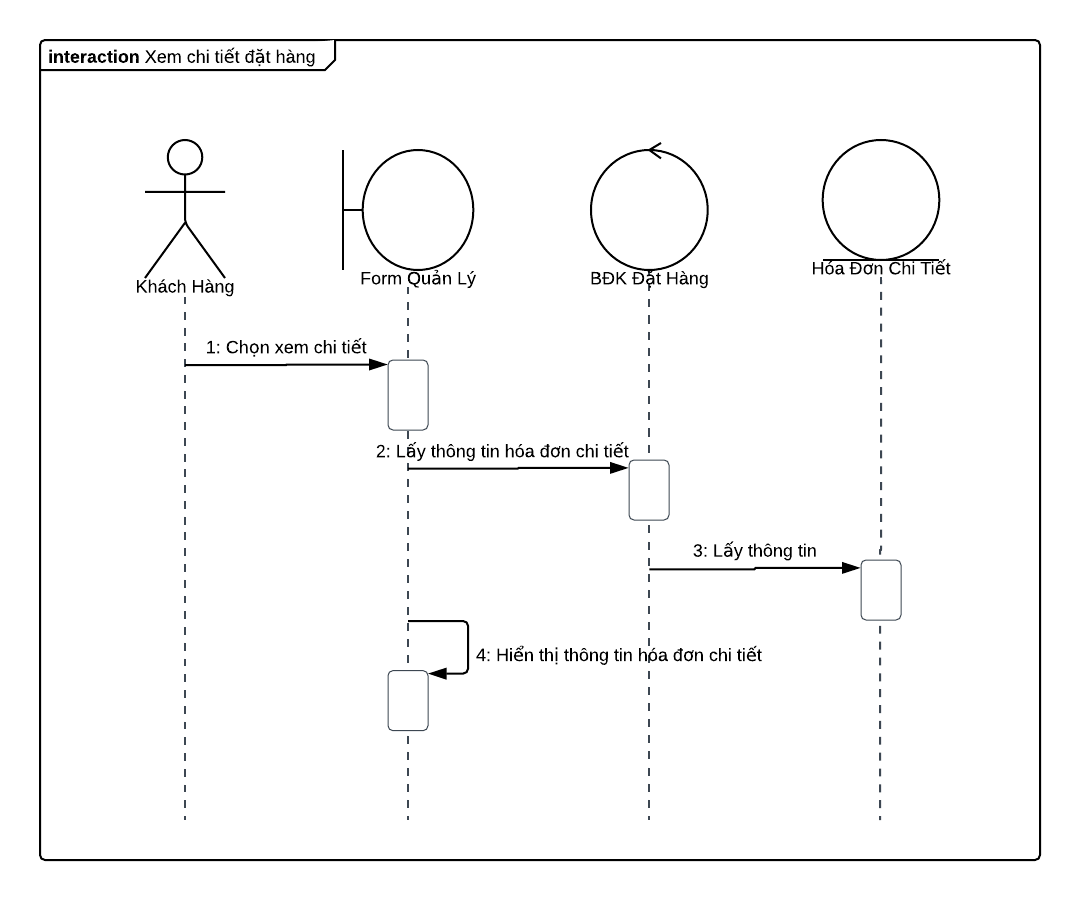 interaction Xem chi tiết đặt hàng
Khách Hàng
Form Quản Lý
BĐK Đặt Hàng
Hóa Đơn Chi Tiết
1: Chọn xem chi tiết
2: Lấy thông tin hóa đơn chi tiết
3: Lấy thông tin
4: Hiển thị thông tin hóa đơn chi tiết